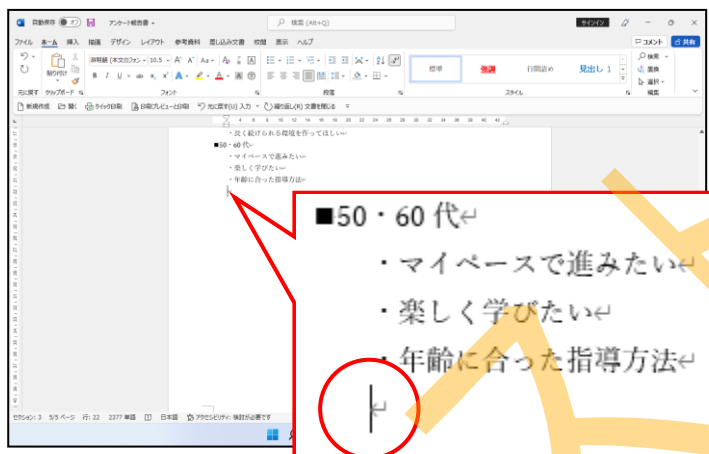 自動保存 オフ アンケート報告書 検索 (Alt+Q) サインイン
ファイル ホーム 挿入 描画 デザイン レイアウト 参考資料 差し込み文書 校閲 表示 ヘルプ コメント 共有
貼り付け 10.5 標準 強調 行間詰め 見出し 1 検索
置換
選択
元に戻す クリップボード フォント 段落 スタイル 編集
新規作成 開く クイック印刷 印刷プレビューと印刷 元に戻す(U) 入力 繰り返し(R) 文書を閉じる
・長く続けられる環境を作ってほしい↵
■50・60 代↵
・マイペースで進みたい↵
・楽しく学びたい↵
・年齢に合った指導方法↵
■50・60 代↵
・マイペースで進みたい↵
・楽しく学びたい↵
・年齢に合った指導方法↵
↵
セクション: 3 5/5 ページ 行: 22 2377 単語 日本語 アクセシビリティ: 検討が必要です